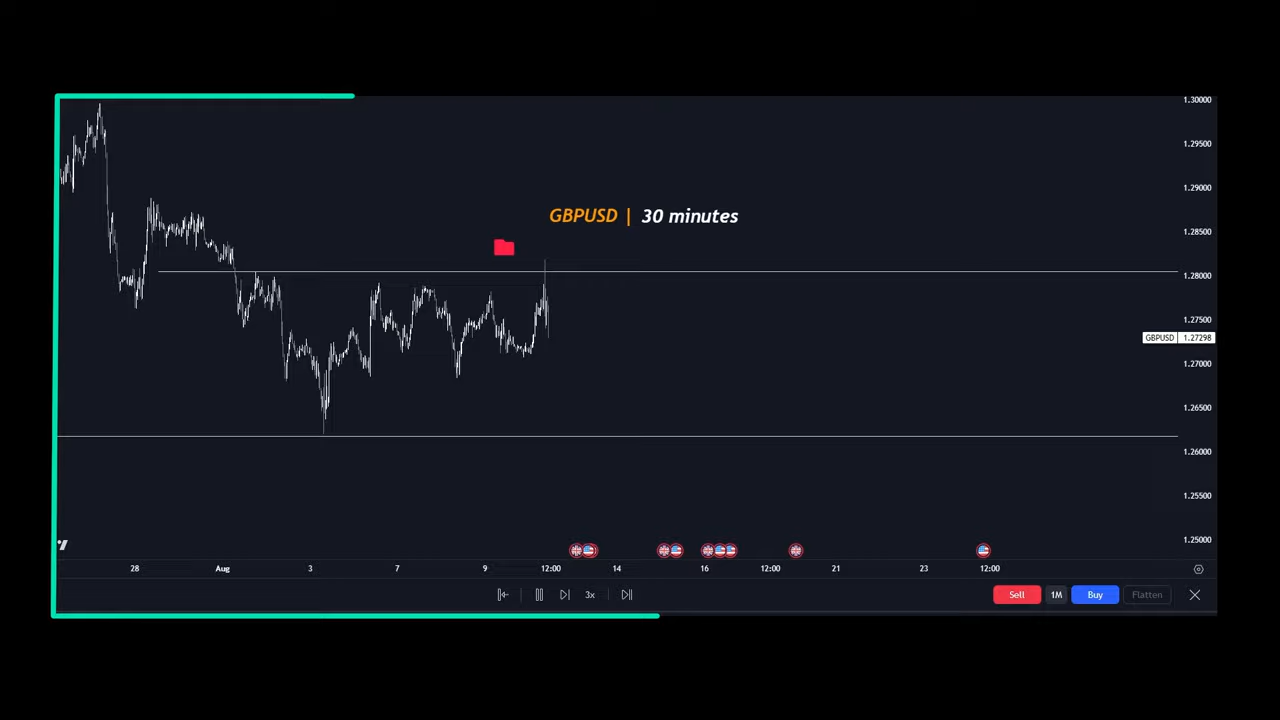 1.30000
1.29500
1.29000
GBPUSD | 30 minutes
1.28500
1.28000
1.27500
GBPUSD 1.27298
1.27000
1.26500
1.26000
1.25500
1.25000
28 Aug 3 7 9 12:00 14 16 12:00 21 23 12:00
3x Sell 1M Buy Flatten